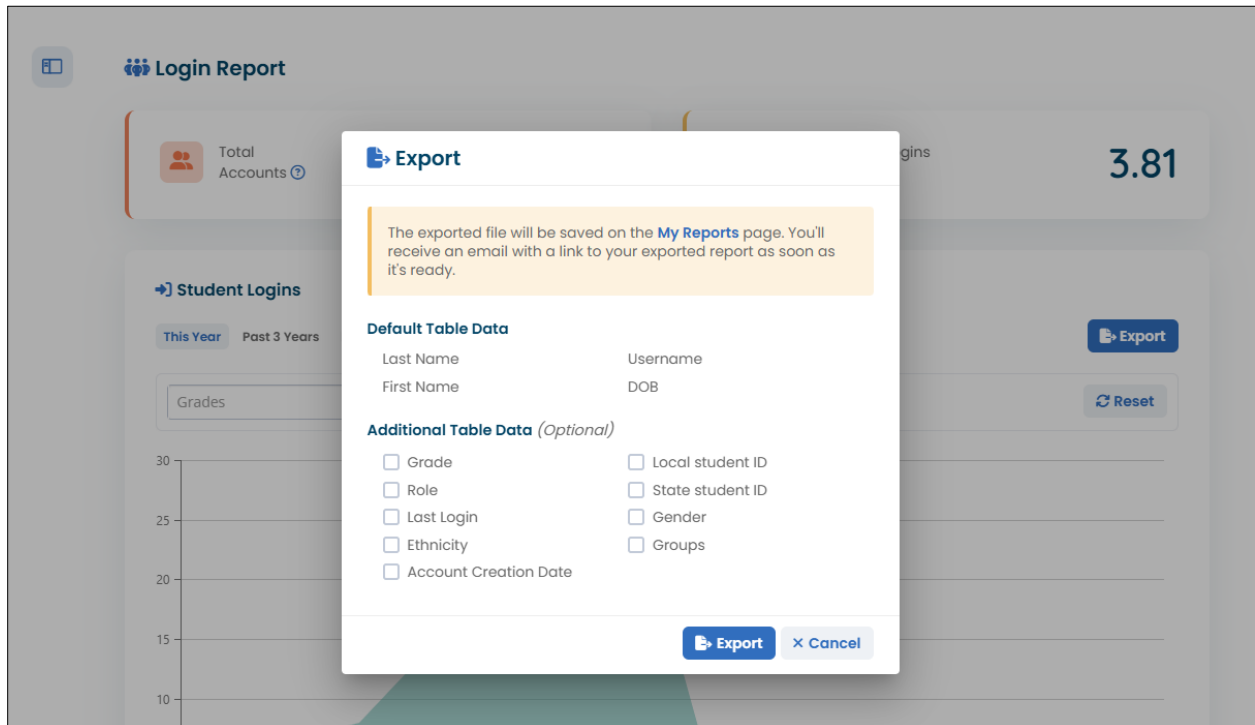 Login Report
Total
Accounts
gins
3.81
Export
The exported file will be saved on the My Reports page. You'll
receive an email with a link to your exported report as soon as
it's ready.
Student Logins
This Year Past 3 Years
Export
Grades
Reset
Default Table Data
Last Name Username
First Name DOB
Additional Table Data (Optional)
Grade Local student ID
Role State student ID
Last Login Gender
Ethnicity Groups
Account Creation Date
Export Cancel
30
25
20
15
10